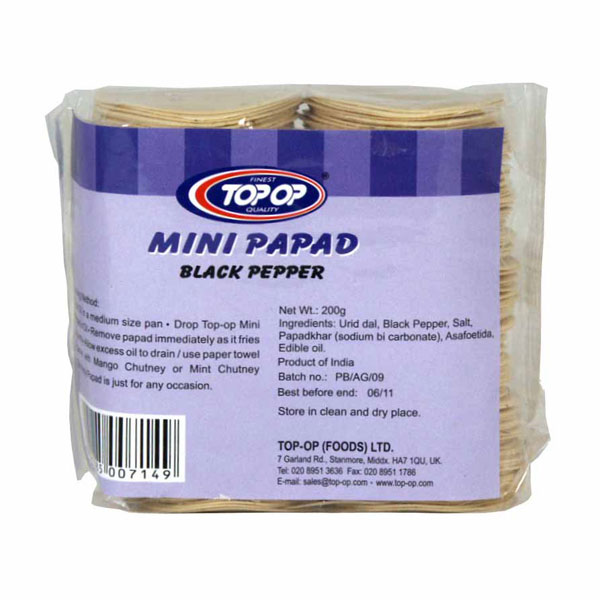 FINEST
TOPOP
QUALITY
MINI PAPAD
BLACK PEPPER
Method:
in a medium size pan • Drop Top-op Mini
Remove papad immediately as it fries
excess oil to drain / use paper towel
with Mango Chutney or Mint Chutney
Papad is just for any occasion.
007149
Net Wt.: 200g
Ingredients: Urid dal, Black Pepper, Salt,
Papadkhar (sodium bi carbonate), Asafoetida,
Edible oil.
Product of India
Batch no.: PB/AG/09
Best before end: 06/11
Store in clean and dry place.
TOP-OP (FOODS) LTD.
7 Garland Rd., Stanmore, Middx. HA7 1QU, UK.
Tel: 020 8951 3636 Fax: 020 8951 1786
E-mail: sales@top-op.com - www.top-op.com